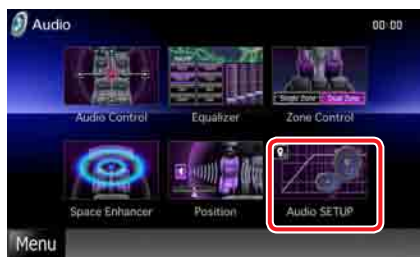 Audio
00:00
Audio Control
Equalizer
Zone Control
Single Zone
Dual Zone
Space Enhancer
Position
Audio SETUP
Menu